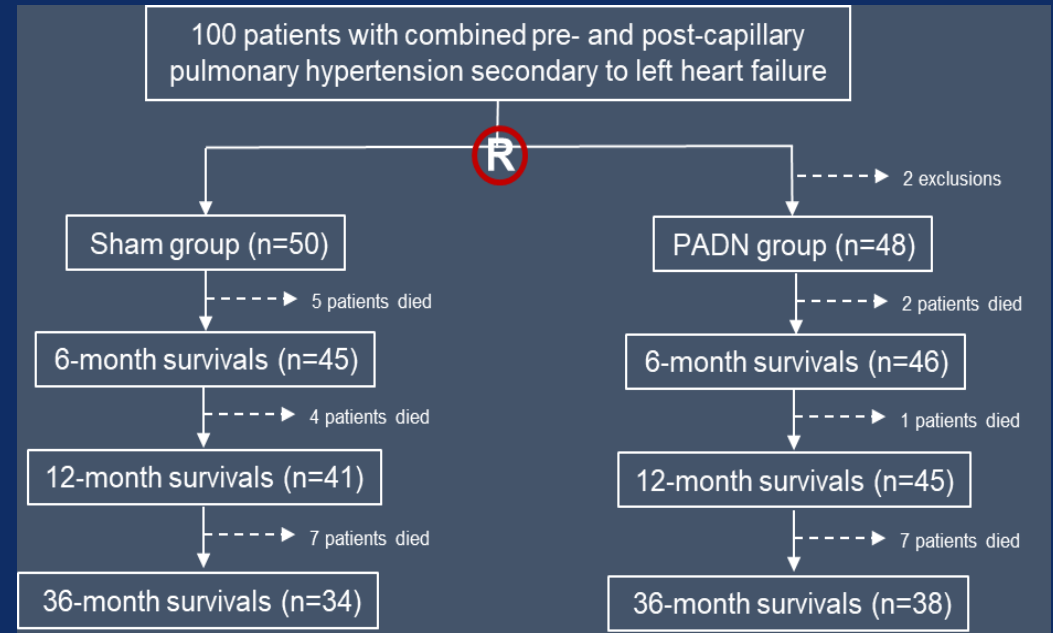 100 patients with combined pre- and post-capillary
pulmonary hypertension secondary to left heart failure
R
2 exclusions
Sham group (n=50)
PADN group (n=48)
5 patients died
2 patients died
6-month survivals (n=45)
6-month survivals (n=46)
4 patients died
1 patients died
12-month survivals (n=41)
12-month survivals (n=45)
7 patients died
7 patients died
36-month survivals (n=34)
36-month survivals (n=38)